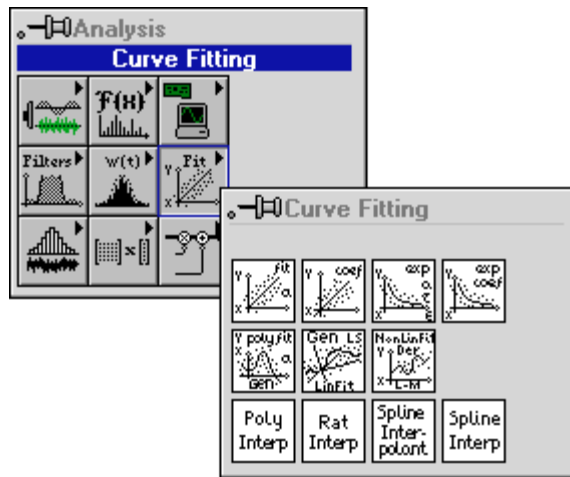 Analysis
Curve Fitting
F(x)
Filters
w(t)
Fit
Y
X
Curve Fitting
fit
Y
a
X
coef
Y
X
exp
Y
a
X
exp
Y
coef
X
Y polyfit
X
a
Gen
Gen LS
LinFit
NonLinFit
Y Der
X
L-M
Poly
Interp
Rat
Interp
Spline
Inter-
polant
Spline
Interp